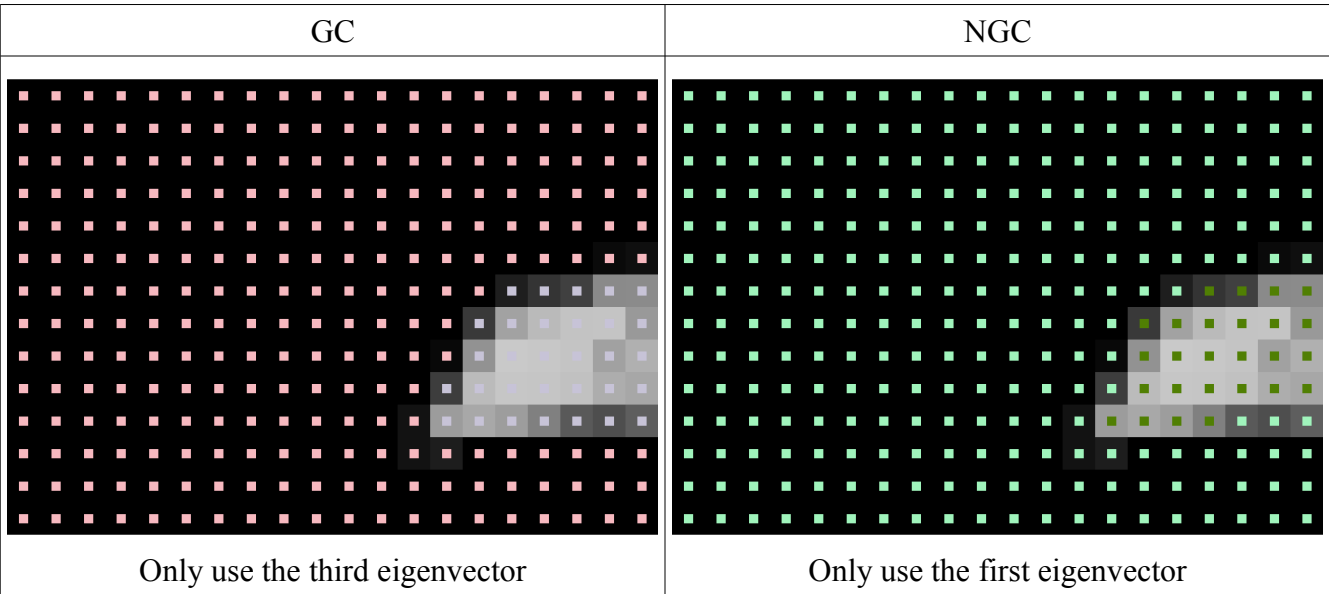 GC
NGC
Only use the third eigenvector
Only use the first eigenvector